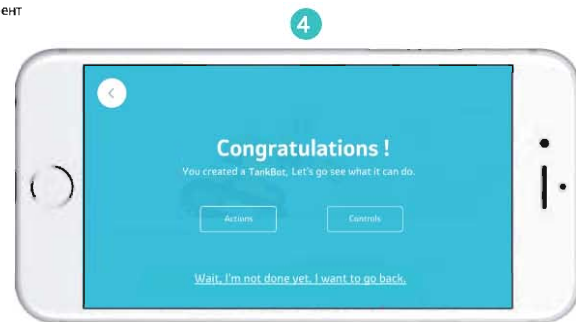 ент
4
Congratulations !
You created a TankBot, Let's go see what it can do.
Actions
Controls
Wait, I'm not done yet. I want to go back.